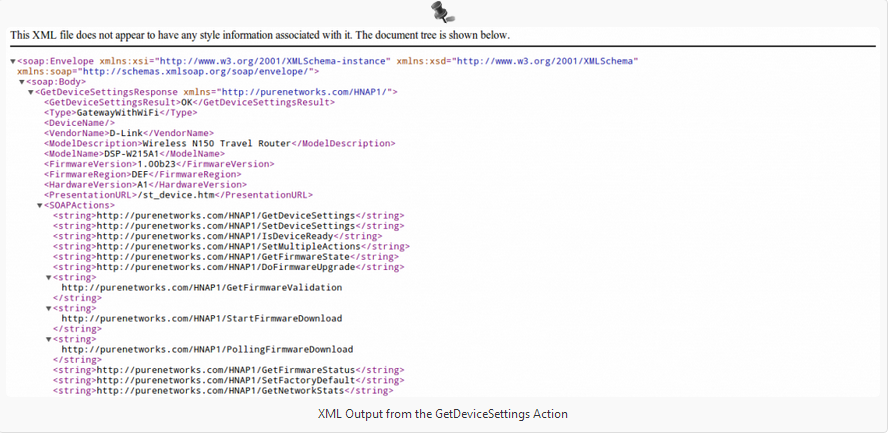 This XML file does not appear to have any style information associated with it. The document tree is shown below.
▼<soap:Envelope xmlns:xsi="http://www.w3.org/2001/XMLSchema-instance" xmlns:xsd="http://www.w3.org/2001/XMLSchema"
xmlns:soap="http://schemas.xmlsoap.org/soap/envelope/">
▼<soap:Body>
▼<GetDeviceSettingsResponse xmlns="http://purenetworks.com/HNAP1/">
<GetDeviceSettingsResult>OK</GetDeviceSettingsResult>
<Type>GatewayWithWiFi</Type>
<DeviceName/>
<VendorName>D-Link</VendorName>
<ModelDescription>Wireless N150 Travel Router</ModelDescription>
<ModelName>DSP-W215A1</ModelName>
<FirmwareVersion>1.00b23</FirmwareVersion>
<FirmwareRegion>DEF</FirmwareRegion>
<HardwareVersion>A1</HardwareVersion>
<PresentationURL>/st_device.htm</PresentationURL>
▼<SOAPActions>
<string>http://purenetworks.com/HNAP1/GetDeviceSettings</string>
<string>http://purenetworks.com/HNAP1/SetDeviceSettings</string>
<string>http://purenetworks.com/HNAP1/IsDeviceReady</string>
<string>http://purenetworks.com/HNAP1/SetMultipleActions</string>
<string>http://purenetworks.com/HNAP1/GetFirmwareState</string>
<string>http://purenetworks.com/HNAP1/DoFirmwareUpgrade</string>
▼<string>
http://purenetworks.com/HNAP1/GetFirmwareValidation
</string>
▼<string>
http://purenetworks.com/HNAP1/StartFirmwareDownload
</string>
▼<string>
http://purenetworks.com/HNAP1/PollingFirmwareDownload
</string>
<string>http://purenetworks.com/HNAP1/GetFirmwareStatus</string>
<string>http://purenetworks.com/HNAP1/SetFactoryDefault</string>
<string>http://purenetworks.com/HNAP1/GetNetworkStats</string>
XML Output from the GetDeviceSettings Action